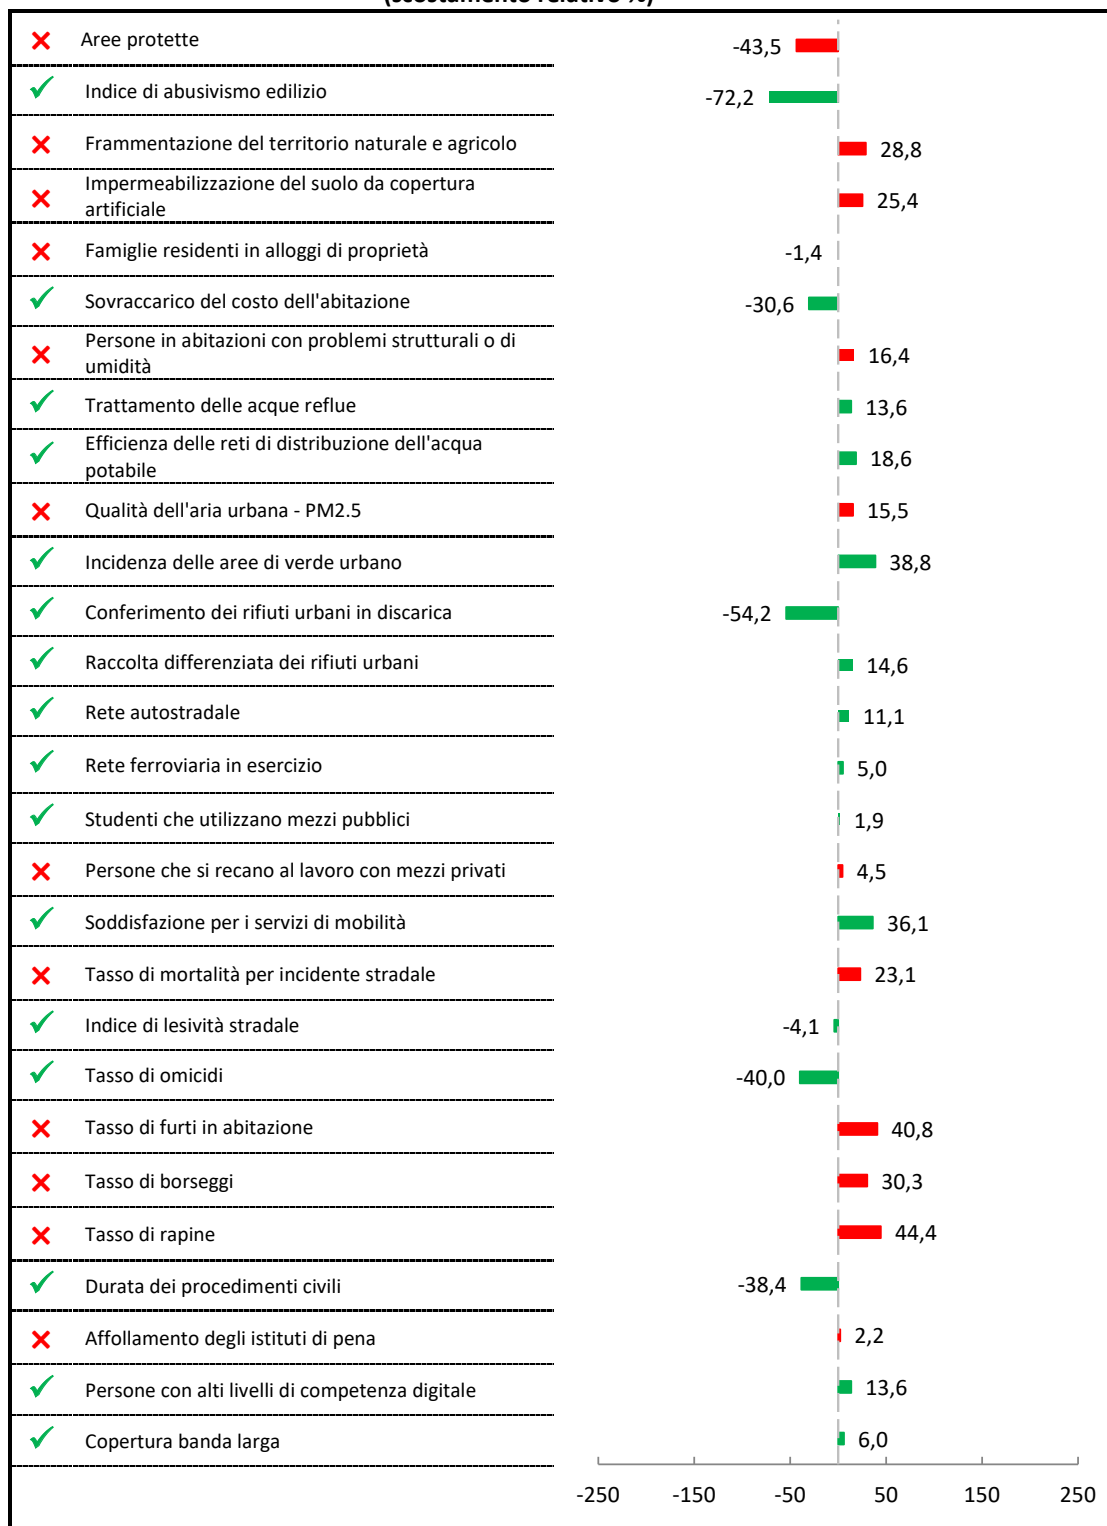 (scostamento relativo %)
Aree protette
-43,5
Indice di abusivismo edilizio
-72,2
Frammentazione del territorio naturale e agricolo
28,8
Impermeabilizzazione del suolo da copertura
artificiale
25,4
Famiglie residenti in alloggi di proprietà
-1,4
Sovraccarico del costo dell'abitazione
-30,6
Persone in abitazioni con problemi strutturali o di
umidità
16,4
Trattamento delle acque reflue
13,6
Efficienza delle reti di distribuzione dell'acqua
potabile
18,6
Qualità dell'aria urbana - PM2.5
15,5
Incidenza delle aree di verde urbano
38,8
Conferimento dei rifiuti urbani in discarica
-54,2
Raccolta differenziata dei rifiuti urbani
14,6
Rete autostradale
11,1
Rete ferroviaria in esercizio
5,0
Studenti che utilizzano mezzi pubblici
1,9
Persone che si recano al lavoro con mezzi privati
4,5
Soddisfazione per i servizi di mobilità
36,1
Tasso di mortalità per incidente stradale
23,1
Indice di lesività stradale
-4,1
Tasso di omicidi
-40,0
Tasso di furti in abitazione
40,8
Tasso di borseggi
30,3
Tasso di rapine
44,4
Durata dei procedimenti civili
-38,4
Affollamento degli istituti di pena
2,2
Persone con alti livelli di competenza digitale
13,6
Copertura banda larga
6,0
-250 -150 -50 50 150 250